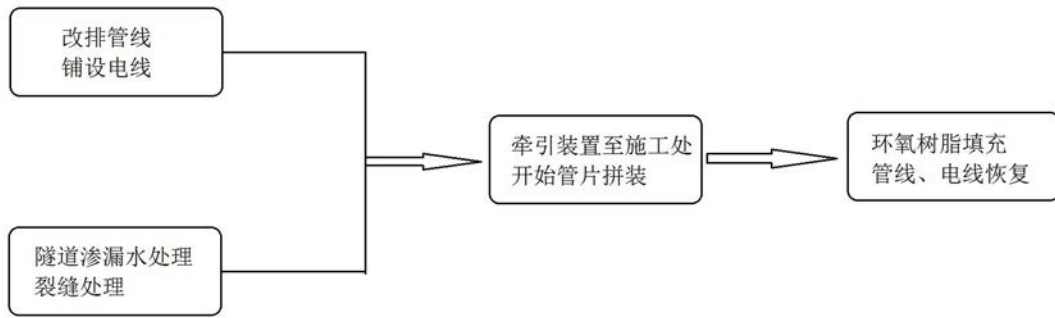 改排管线
铺设电线
隧道渗漏水处理
裂缝处理
牵引装置至施工处
开始管片拼装
环氧树脂填充
管线、电线恢复